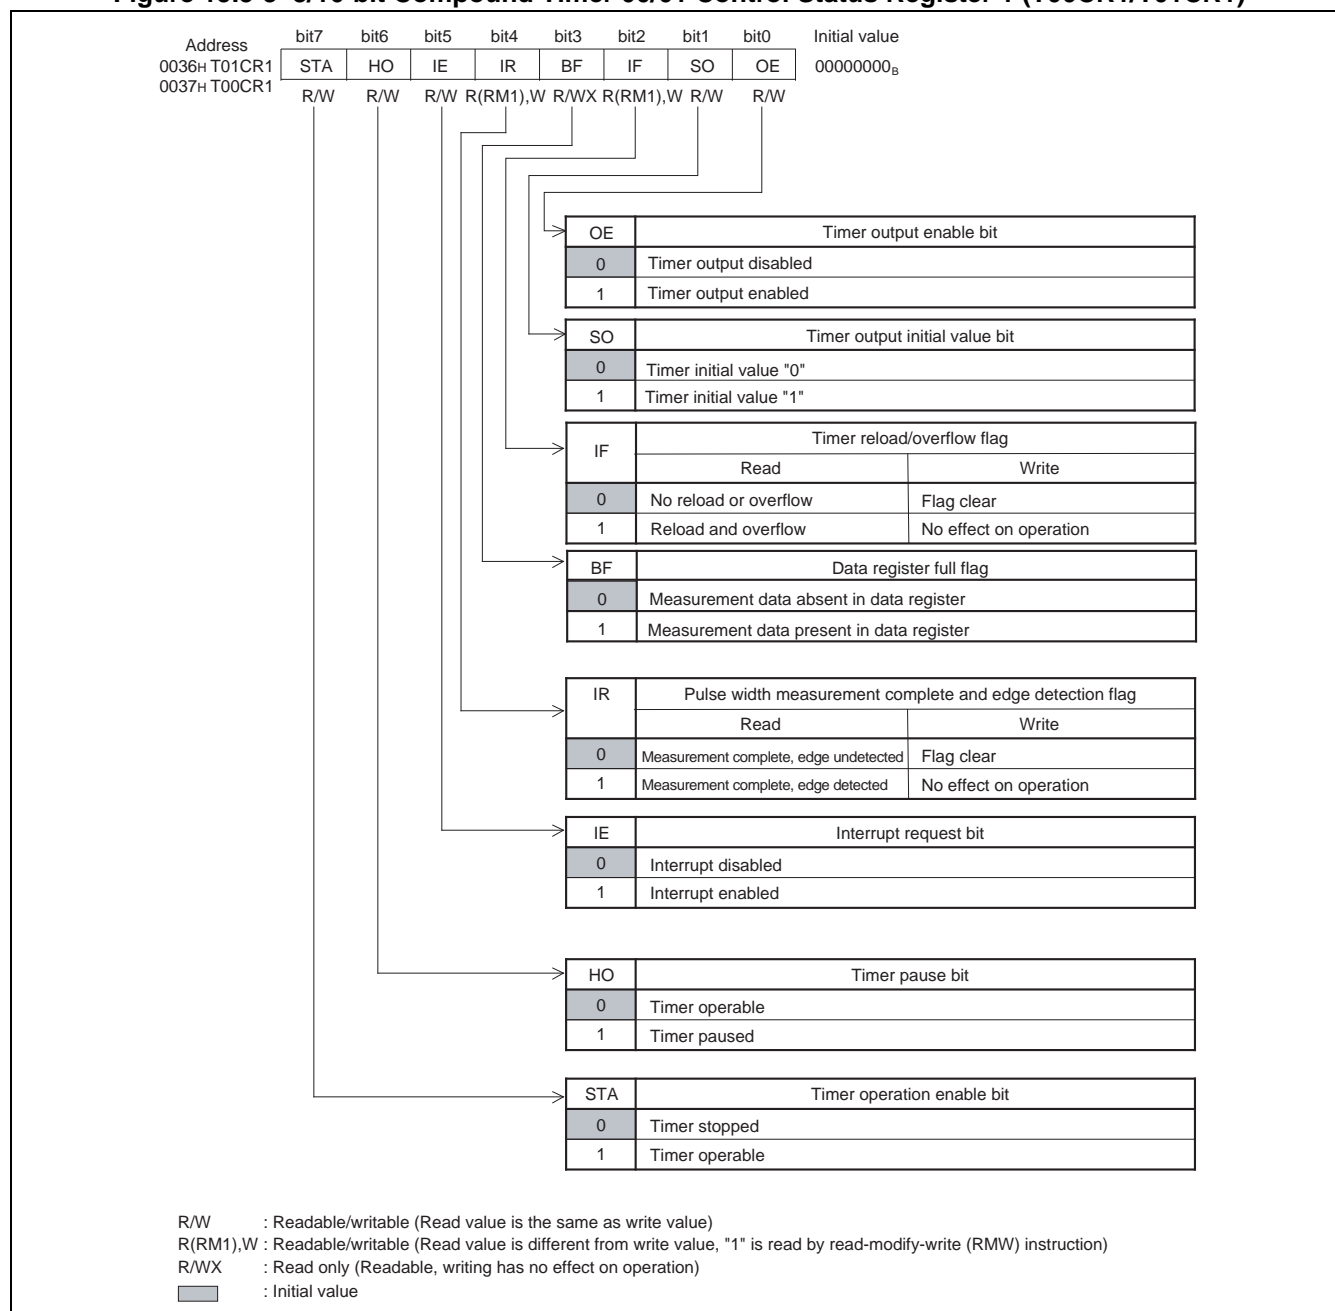 Figure 15.5-3 8/16-bit Compound Timer 00/01 Control Status Register 1 (T00CR1/T01CR1)
bit7 bit6 bit5 bit4 bit3 bit2 bit1 bit0 Initial value
Address
0036H T01CR1 STA HO IE IR BF IF SO OE 00000000B
0037H T00CR1
R/W R/W R/W R(RM1),W R/WX R(RM1),W R/W R/W
OE Timer output enable bit
0 Timer output disabled
1 Timer output enabled
SO Timer output initial value bit
0 Timer initial value "0"
1 Timer initial value "1"
IF Timer reload/overflow flag
Read Write
0 No reload or overflow Flag clear
1 Reload and overflow No effect on operation
BF Data register full flag
0 Measurement data absent in data register
1 Measurement data present in data register
IR Pulse width measurement complete and edge detection flag
Read Write
0 Measurement complete, edge undetected Flag clear
1 Measurement complete, edge detected No effect on operation
IE Interrupt request bit
0 Interrupt disabled
1 Interrupt enabled
HO Timer pause bit
0 Timer operable
1 Timer paused
STA Timer operation enable bit
0 Timer stopped
1 Timer operable
R/W : Readable/writable (Read value is the same as write value)
R(RM1),W : Readable/writable (Read value is different from write value, "1" is read by read-modify-write (RMW) instruction)
R/WX : Read only (Readable, writing has no effect on operation)
: Initial value